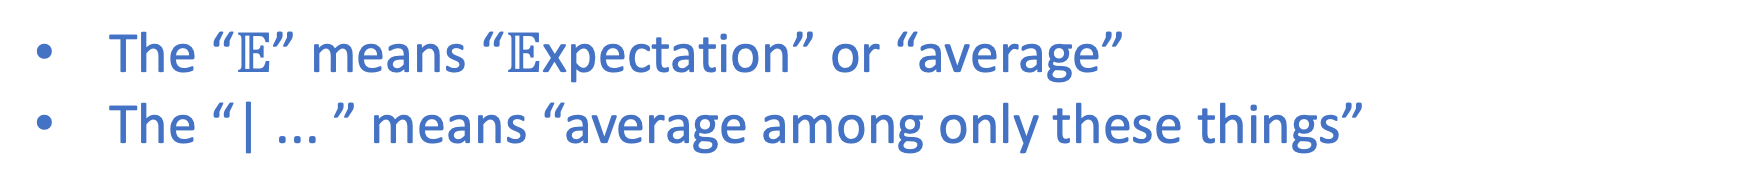 • The “𝔼” means “𝔼xpectation” or “average”
• The “| ... ” means “average among only these things”